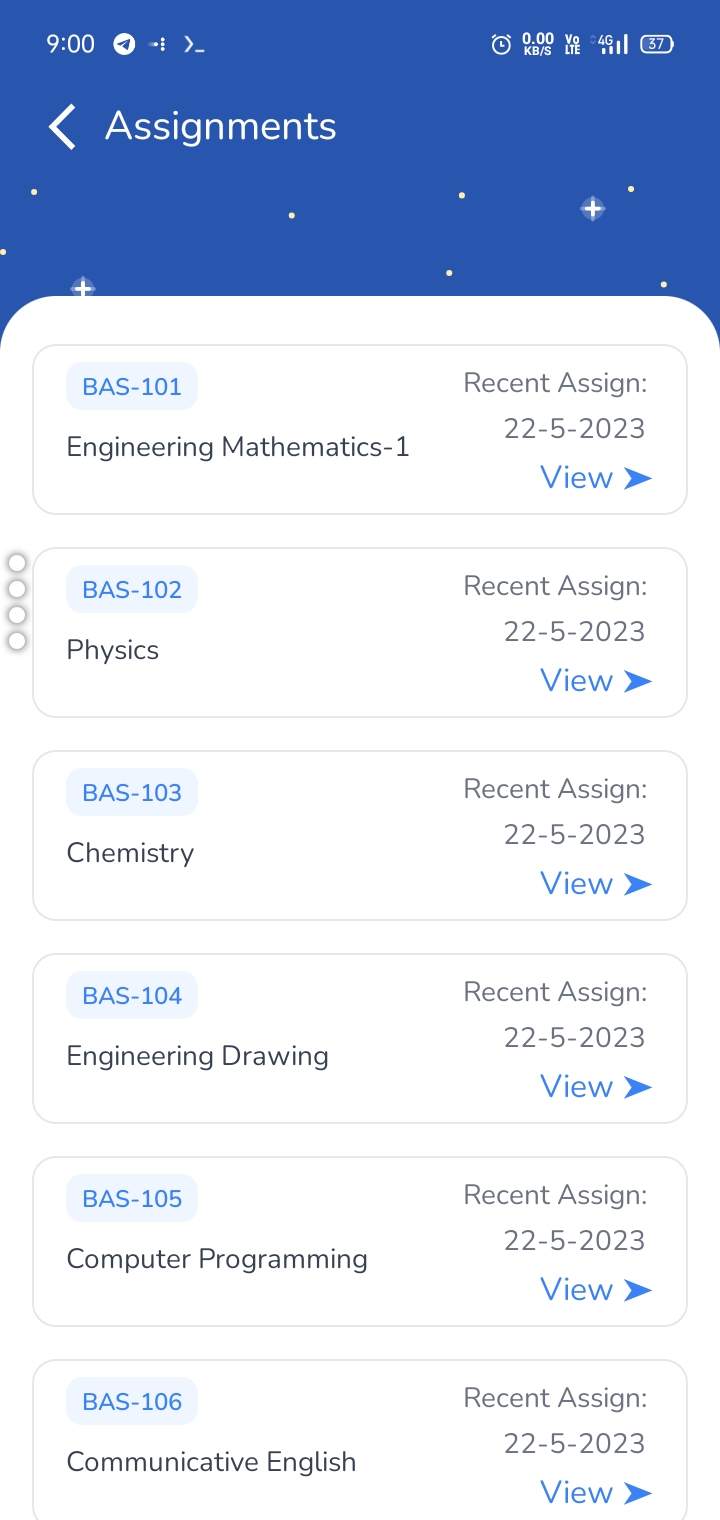 9:00 0.00 KB/S Vo LTE 4G 37
Assignments
BAS-101 Recent Assign:
22-5-2023
Engineering Mathematics-1
View
BAS-102 Recent Assign:
22-5-2023
Physics
View
BAS-103 Recent Assign:
22-5-2023
Chemistry
View
BAS-104 Recent Assign:
22-5-2023
Engineering Drawing
View
BAS-105 Recent Assign:
22-5-2023
Computer Programming
View
BAS-106 Recent Assign:
22-5-2023
Communicative English
View